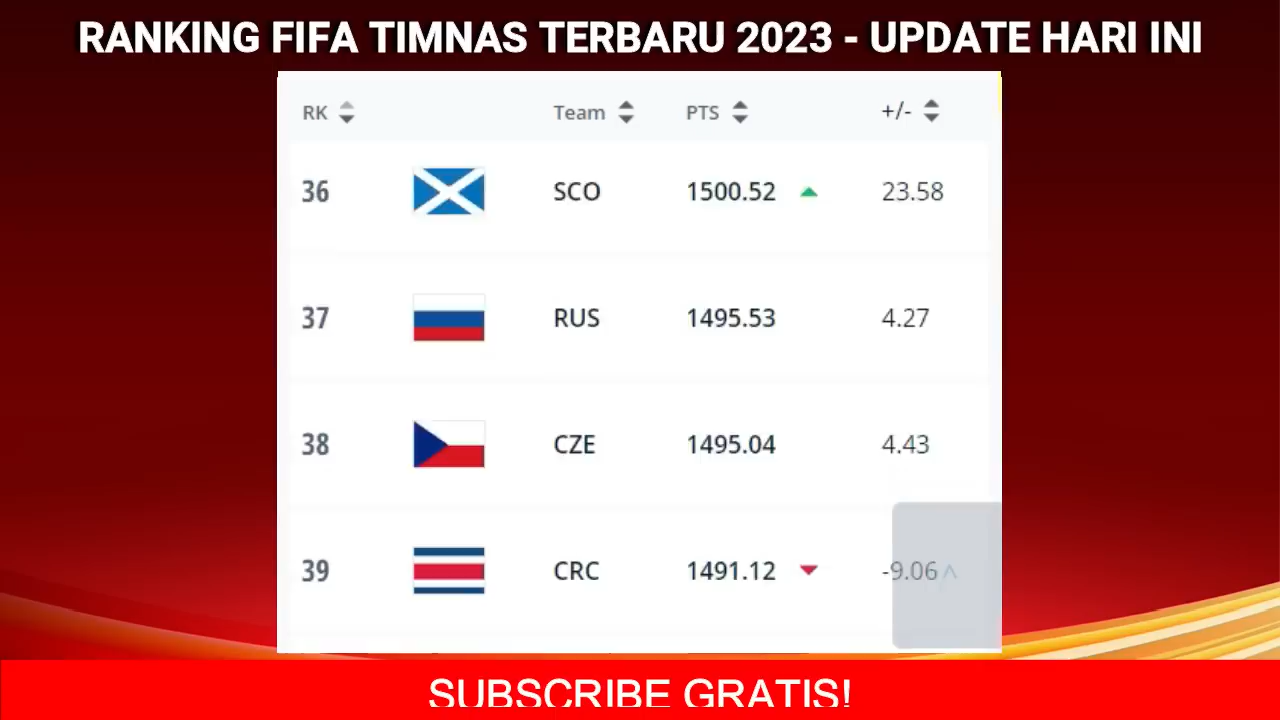 RANKING FIFA TIMNAS TERBARU 2023 - UPDATE HARI INI
RK Team PTS +/-
36 SCO 1500.52 23.58
37 RUS 1495.53 4.27
38 CZE 1495.04 4.43
39 CRC 1491.12 -9.06
SUBSCRIBE GRATIS!